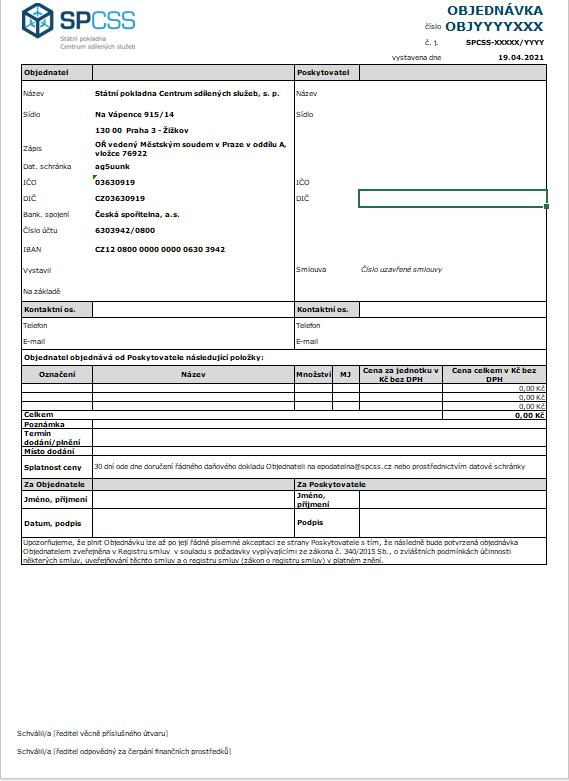 SPCSS
Státní pokladna
Centrum sdílených služeb
OBJEDNÁVKA
číslo OBJYYYYXXX
č. j. SPCSS-XXXXX/YYYY
vystavena dne 19.04.2021
Objednatel Poskytovatel
Název Státní pokladna Centrum sdílených služeb, s. p. Název
Sídlo Na Vápence 915/14 Sídlo
130 00 Praha 3 - Žižkov
Zápis OŘ vedený Městským soudem v Praze v oddílu A,
vložce 76922
Dat. schránka ag5uunk
IČO 03630919 IČO
DIČ CZ03630919 DIČ
Bank. spojení Česká spořitelna, a.s.
Číslo účtu 6303942/0800
IBAN CZ12 0800 0000 0000 0630 3942
Vystavil Smlouva Číslo uzavřené smlouvy
Na základě
Kontaktní os. Kontaktní os.
Telefon Telefon
E-mail E-mail
Objednatel objednává od Poskytovatele následující položky:
Označení Název Množství MJ Cena za jednotku v Kč bez DPH Cena celkem v Kč bez DPH
0,00 Kč
0,00 Kč
0,00 Kč
Celkem 0,00 Kč
Poznámka
Termín
dodání/plnění
Místo dodání
Splatnost ceny 30 dní ode dne doručení řádného daňového dokladu Objednateli na epodatelna@spcss.cz nebo prostřednictvím datové schránky
Za Objednatele Za Poskytovatele
Jméno, příjmení Jméno, příjmení
Datum, podpis Podpis
Upozorňujeme, že plnit Objednávku lze až po její řádné písemné akceptaci ze strany Poskytovatele s tím, že následně bude potvrzená objednávka
Objednatelem zveřejněna v Registru smluv v souladu s požadavky vyplývajícími ze zákona č. 340/2015 Sb., o zvláštních podmínkách účinnosti
některých smluv, uveřejňování těchto smluv a o registru smluv (zákon o registru smluv) v platném znění.
Schválil/a [ředitel věcně příslušného útvaru]
Schválil/a [ředitel odpovědný za čerpání finančních prostředků]